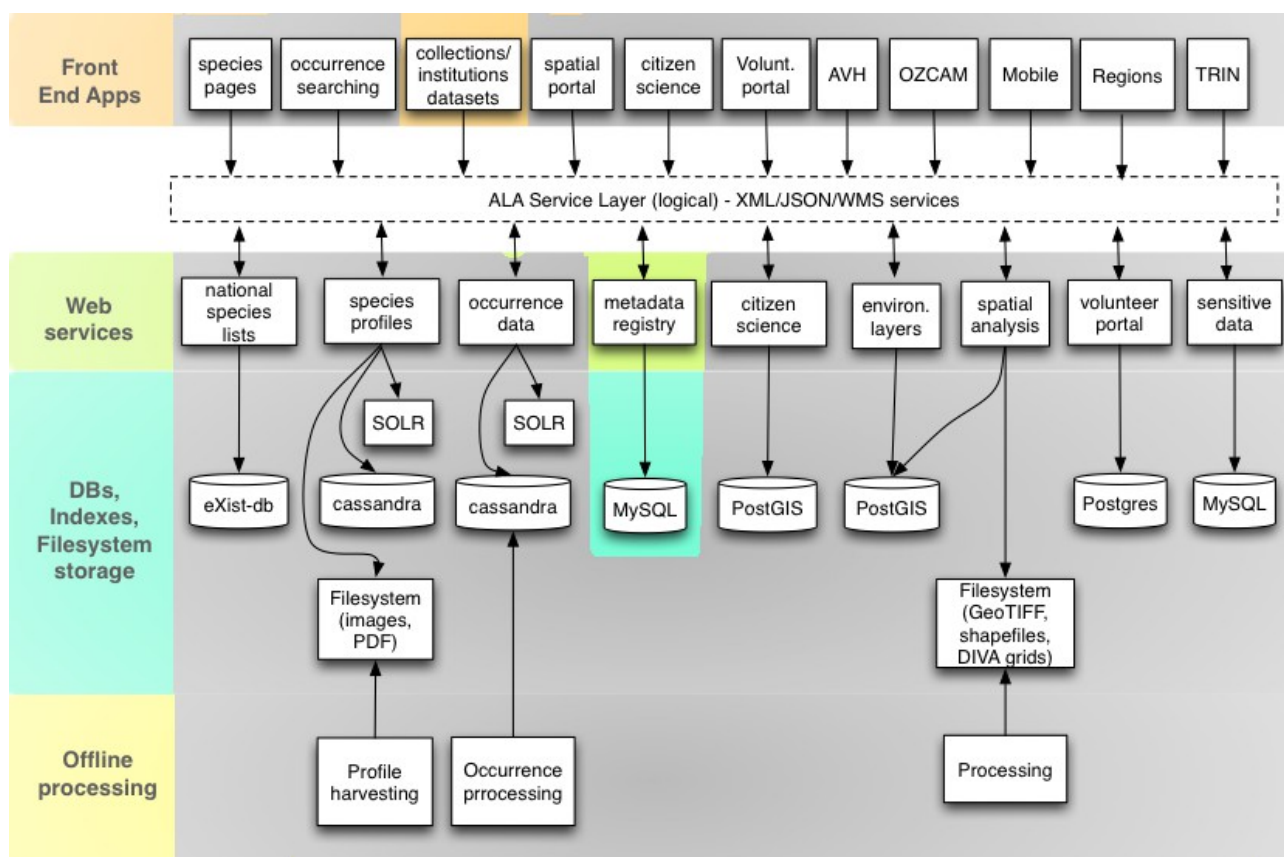 Front
End Apps
species
pages
occurrence
searching
collections/
institutions
datasets
spatial
portal
citizen
science
Volunt.
portal
AVH
OZCAM
Mobile
Regions
TRIN
ALA Service Layer (logical) - XML/JSON/WMS services
Web
services
national
species
lists
species
profiles
occurrence
data
metadata
registry
citizen
science
environ.
layers
spatial
analysis
volunteer
portal
sensitive
data
DBs,
Indexes,
Filesystem
storage
SOLR
SOLR
eXist-db
cassandra
cassandra
MySQL
PostGIS
PostGIS
Postgres
MySQL
Filesystem
(images,
PDF)
Filesystem
(GeoTIFF,
shapefiles,
DIVA grids)
Offline
processing
Profile
harvesting
Occurrence
prrocessing
Processing